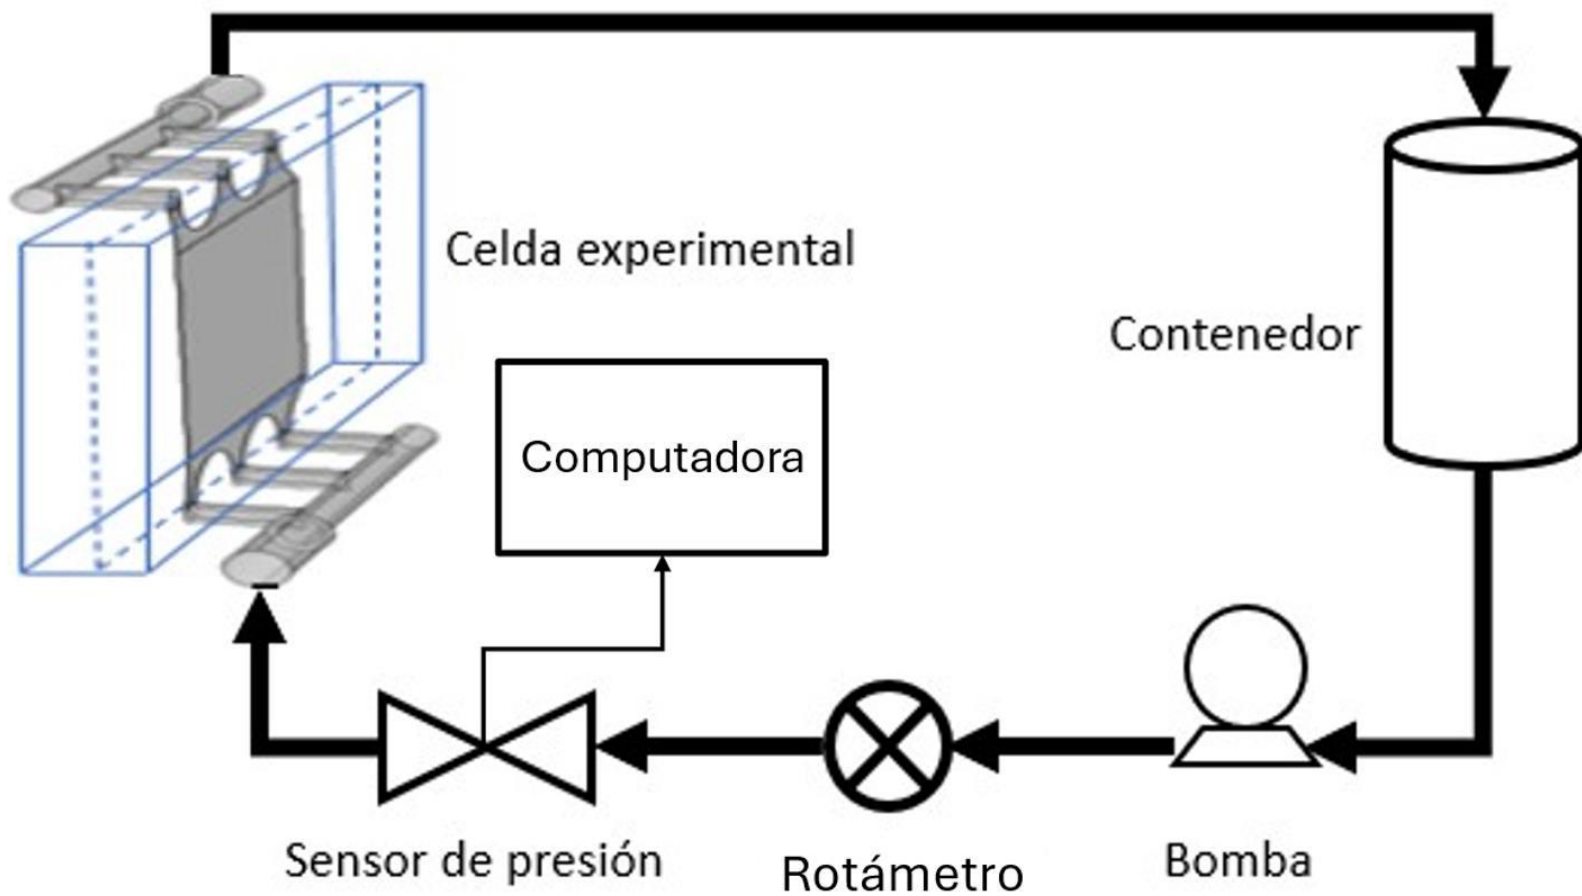 Celda experimental
Contenedor
Computadora
Sensor de presión
Rotámetro
Bomba